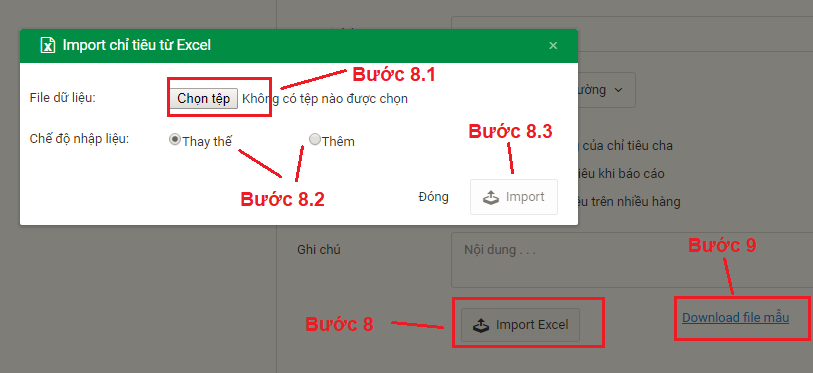 Import chỉ tiêu từ Excel ×
Bước 8.1
File dữ liệu: Chọn tệp Không có tệp nào được chọn
ường
Chế độ nhập liệu: Thay thế Thêm
Bước 8.3
của chỉ tiêu cha
iêu khi báo cáo
Bước 8.2
Đóng Import
ệu trên nhiều hàng
Ghi chú Nội dung . . .
Bước 9
Bước 8 Import Excel Download file mẫu